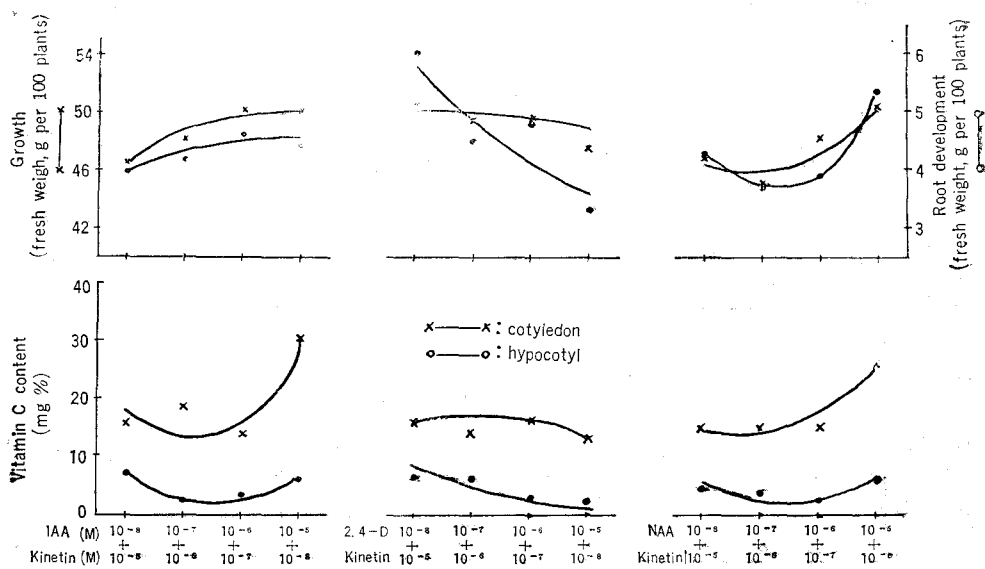 Growth
(fresh weigh, g per 100 plants)
54
50
46
42
6
5
4
3
Root development
(fresh weight, g per 100 plants)
Vitamin C content
(mg %)
40
30
20
10
0
x——x : cotyledon
o——o : hypocotyl
IAA (M) 10⁻⁸ 10⁻⁷ 10⁻⁶ 10⁻⁵
+ + + +
Kinetin (M) 10⁻⁵ 10⁻⁶ 10⁻⁷ 10⁻⁸
2, 4-D 10⁻⁸ 10⁻⁷ 10⁻⁶ 10⁻⁵
+ + + +
Kinetin 10⁻⁵ 10⁻⁶ 10⁻⁷ 10⁻⁸
NAA 10⁻⁸ 10⁻⁷ 10⁻⁶ 10⁻⁵
+ + + +
Kinetin 10⁻⁵ 10⁻⁶ 10⁻⁷